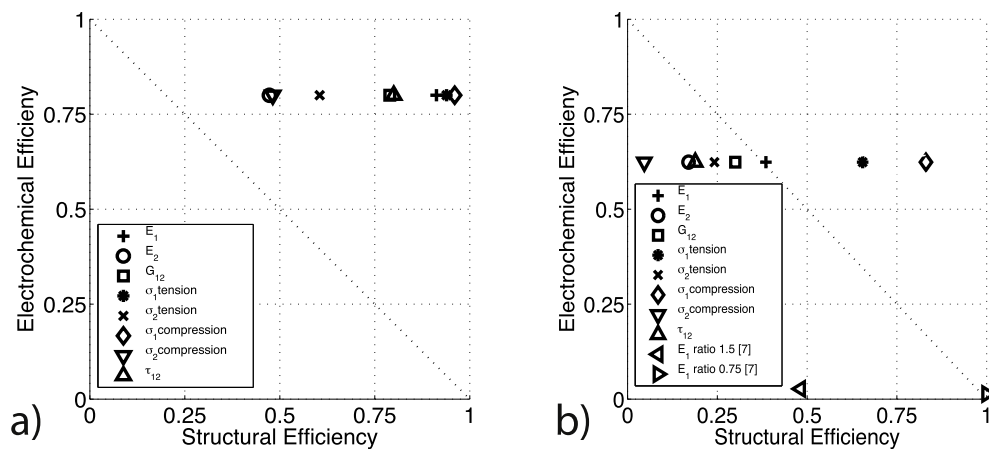 1
0.75
0.5
0.25
0
Electrochemical Efficieny
E1
E2
G12
σ1tension
σ2tension
σ1compression
σ2compression
τ12
0 0.25 0.5 0.75 1
Structural Efficiency
a)
1
0.75
0.5
0.25
0
Electrochemical Efficieny
E1
E2
G12
σ1tension
σ2tension
σ1compression
σ2compression
τ12
E1 ratio 1.5 [7]
E1 ratio 0.75 [7]
0 0.25 0.5 0.75 1
Structural Efficiency
b)